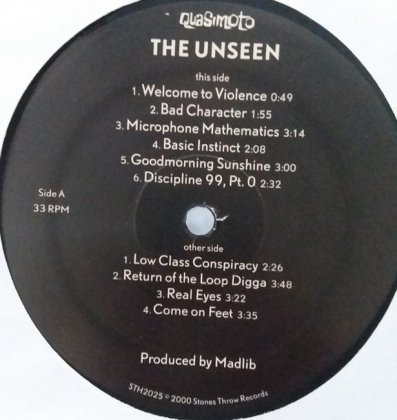 quasimoto
THE UNSEEN
this side
1. Welcome to Violence 0:49
2. Bad Character 1:55
3. Microphone Mathematics 3:14
4. Basic Instinct 2:08
5. Goodmorning Sunshine 3:00
6. Discipline 99, Pt. 0 2:32
Side A
33 RPM
other side
1. Low Class Conspiracy 2:26
2. Return of the Loop Digga 3:48
3. Real Eyes 3:22
4. Come on Feet 3:35
Produced by Madlib
STH2025 © 2000 Stones Throw Records